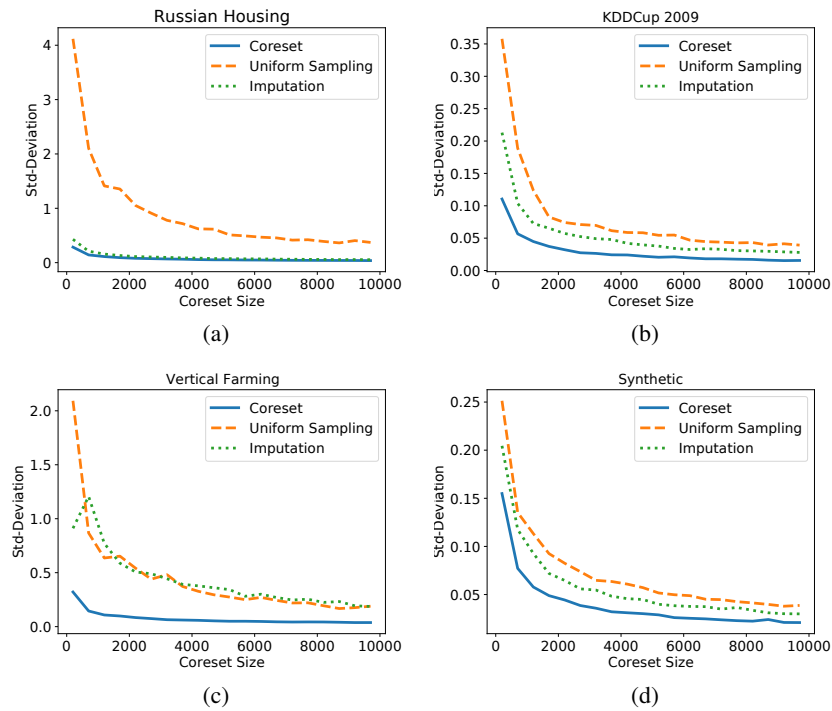 Russian Housing
4
3
2
1
0
Std-Deviation
Coreset
Uniform Sampling
Imputation
0 2000 4000 6000 8000 10000
Coreset Size
(a)
KDDCup 2009
0.35
0.30
0.25
0.20
0.15
0.10
0.05
0.00
Std-Deviation
Coreset
Uniform Sampling
Imputation
0 2000 4000 6000 8000 10000
Coreset Size
(b)
Vertical Farming
2.0
1.5
1.0
0.5
0.0
Std-Deviation
Coreset
Uniform Sampling
Imputation
0 2000 4000 6000 8000 10000
Coreset Size
(c)
Synthetic
0.25
0.20
0.15
0.10
0.05
Std-Deviation
Coreset
Uniform Sampling
Imputation
0 2000 4000 6000 8000 10000
Coreset Size
(d)